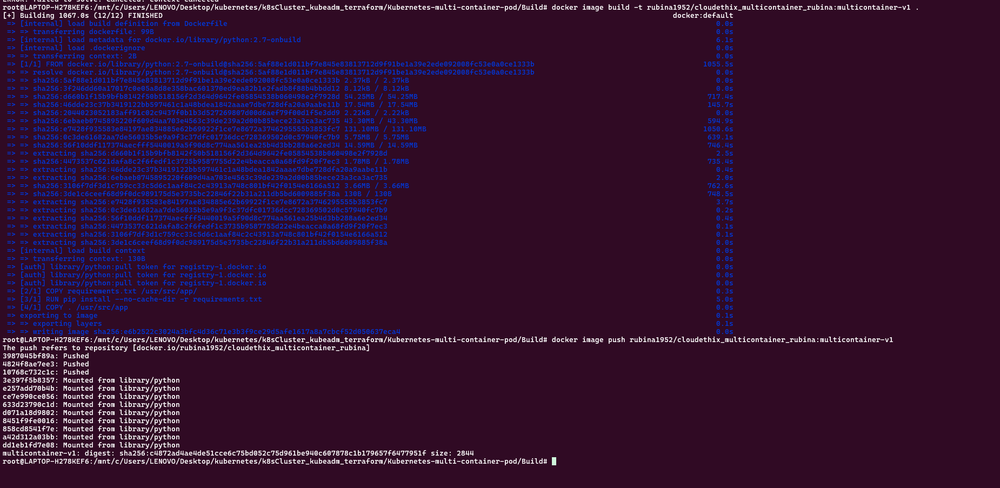 ERROR: failed to solve: Canceled: context canceled
root@LAPTOP-H278KEF6:/mnt/c/Users/LENOVO/Desktop/kubernetes/k8sCluster_kubeadm_terraform/Kubernetes-multi-container-pod/Build# docker image build -t rubina1952/cloudethix_multicontainer_rubina:multicontainer-v1 .
[+] Building 1067.0s (12/12) FINISHED docker:default
=> [internal] load build definition from Dockerfile 0.0s
=> => transferring dockerfile: 99B 0.0s
=> [internal] load metadata for docker.io/library/python:2.7-onbuild 6.1s
=> [internal] load .dockerignore 0.0s
=> => transferring context: 2B 0.0s
=> [1/1] FROM docker.io/library/python:2.7-onbuild@sha256:5af88e1d011bf7e845e83813712d9f91be1a39e2ede092008fc53e0a0ce1333b 1055.5s
=> => resolve docker.io/library/python:2.7-onbuild@sha256:5af88e1d011bf7e845e83813712d9f91be1a39e2ede092008fc53e0a0ce1333b 0.0s
=> => sha256:5af88e1d011bf7e845e83813712d9f91be1a39e2ede092008fc53e0a0ce1333b 2.37kB / 2.37kB 0.0s
=> => sha256:3f246dd60a17017c0e05a8d8e358bac601370ed9ea82b1e2fadb8f88b4bbdd12 8.12kB / 8.12kB 0.0s
=> => sha256:d660b1f15b9bfb8142f50b518156f2d364d9642fe05854538b060498e2f7928d 54.25MB / 54.25MB 717.4s
=> => sha256:46dde23c37b3419122bb597461c1a48bdea1842aaae7dbe728dfa20a9aabe11b 17.54MB / 17.54MB 145.7s
=> => sha256:2044023052183aff91c02c9437f0b1b3d527269807d00d6aef79f00d1f5e3dd9 2.22kB / 2.22kB 0.0s
=> => sha256:6ebaeb0745895220f609d4aa703e4563c39de239a2d00b85bece23a3ca3ac735 43.30MB / 43.30MB 594.9s
=> => sha256:e7428f935583e84197ae834885e62b69922f1ce7e8672a3746295555b3853fc7 131.10MB / 131.10MB 1050.6s
=> => sha256:0c3de61682aa7de56035b5e9a9f3c37dfc01736dcc728369502d0c57940fc7b9 5.75MB / 5.75MB 639.1s
=> => sha256:56f10ddf117374aecfff5440019a5f90d8c774aa561ea25b4d3bb288a6e2ed34 14.59MB / 14.59MB 746.4s
=> => extracting sha256:d660b1f15b9bfb8142f50b518156f2d364d9642fe05854538b060498e2f7928d 2.5s
=> => sha256:4473537c621dafa8c2f6fedf1c3735b9587755d22e4beacca0a68fd9f20f7ec3 1.78MB / 1.78MB 735.4s
=> => extracting sha256:46dde23c37b3419122bb597461c1a48bdea1842aaae7dbe728dfa20a9aabe11b 0.4s
=> => extracting sha256:6ebaeb0745895220f609d4aa703e4563c39de239a2d00b85bece23a3ca3ac735 2.0s
=> => sha256:3106f7df3d1c759cc33c5d6c1aaf84c2c43913a748c801bf42f0154e6166a512 3.66MB / 3.66MB 762.6s
=> => sha256:3de1c6ceef68d9f0dc989175d5e3735bc22846f22b31a211db5bd6009885f38a 130B / 130B 748.5s
=> => extracting sha256:e7428f935583e84197ae834885e62b69922f1ce7e8672a3746295555b3853fc7 3.7s
=> => extracting sha256:0c3de61682aa7de56035b5e9a9f3c37dfc01736dcc728369502d0c57940fc7b9 0.2s
=> => extracting sha256:56f10ddf117374aecfff5440019a5f90d8c774aa561ea25b4d3bb288a6e2ed34 0.4s
=> => extracting sha256:4473537c621dafa8c2f6fedf1c3735b9587755d22e4beacca0a68fd9f20f7ec3 0.1s
=> => extracting sha256:3106f7df3d1c759cc33c5d6c1aaf84c2c43913a748c801bf42f0154e6166a512 0.1s
=> => extracting sha256:3de1c6ceef68d9f0dc989175d5e3735bc22846f22b31a211db5bd6009885f38a 0.0s
=> [internal] load build context 0.0s
=> => transferring context: 130B 0.0s
=> [auth] library/python:pull token for registry-1.docker.io 0.0s
=> [auth] library/python:pull token for registry-1.docker.io 0.0s
=> [auth] library/python:pull token for registry-1.docker.io 0.0s
=> [2/1] COPY requirements.txt /usr/src/app/ 0.3s
=> [3/1] RUN pip install --no-cache-dir -r requirements.txt 5.0s
=> [4/1] COPY . /usr/src/app 0.0s
=> exporting to image 0.1s
=> => exporting layers 0.1s
=> => writing image sha256:e6b2522c3024a3bfc4d36c71e3b3f9ce29d5afe1617a8a7cbcf52d050637eca4 0.0s
root@LAPTOP-H278KEF6:/mnt/c/Users/LENOVO/Desktop/kubernetes/k8sCluster_kubeadm_terraform/Kubernetes-multi-container-pod/Build# docker image push rubina1952/cloudethix_multicontainer_rubina:multicontainer-v1
The push refers to repository [docker.io/rubina1952/cloudethix_multicontainer_rubina]
3987045bf89a: Pushed
4824f8ae7ee3: Pushed
10768c732c1c: Pushed
3e397f5b8357: Mounted from library/python
e257add70b4b: Mounted from library/python
ce7e990ce056: Mounted from library/python
633d23790c1d: Mounted from library/python
d071a18d9802: Mounted from library/python
8451f9fe0016: Mounted from library/python
858cd8541f7e: Mounted from library/python
a42d312a03bb: Mounted from library/python
dd1eb1fd7e08: Mounted from library/python
multicontainer-v1: digest: sha256:c4872ad4ae4de51cce6c75bd052c75d961be940c607878c1b179657f6477951f size: 2844
root@LAPTOP-H278KEF6:/mnt/c/Users/LENOVO/Desktop/kubernetes/k8sCluster_kubeadm_terraform/Kubernetes-multi-container-pod/Build#